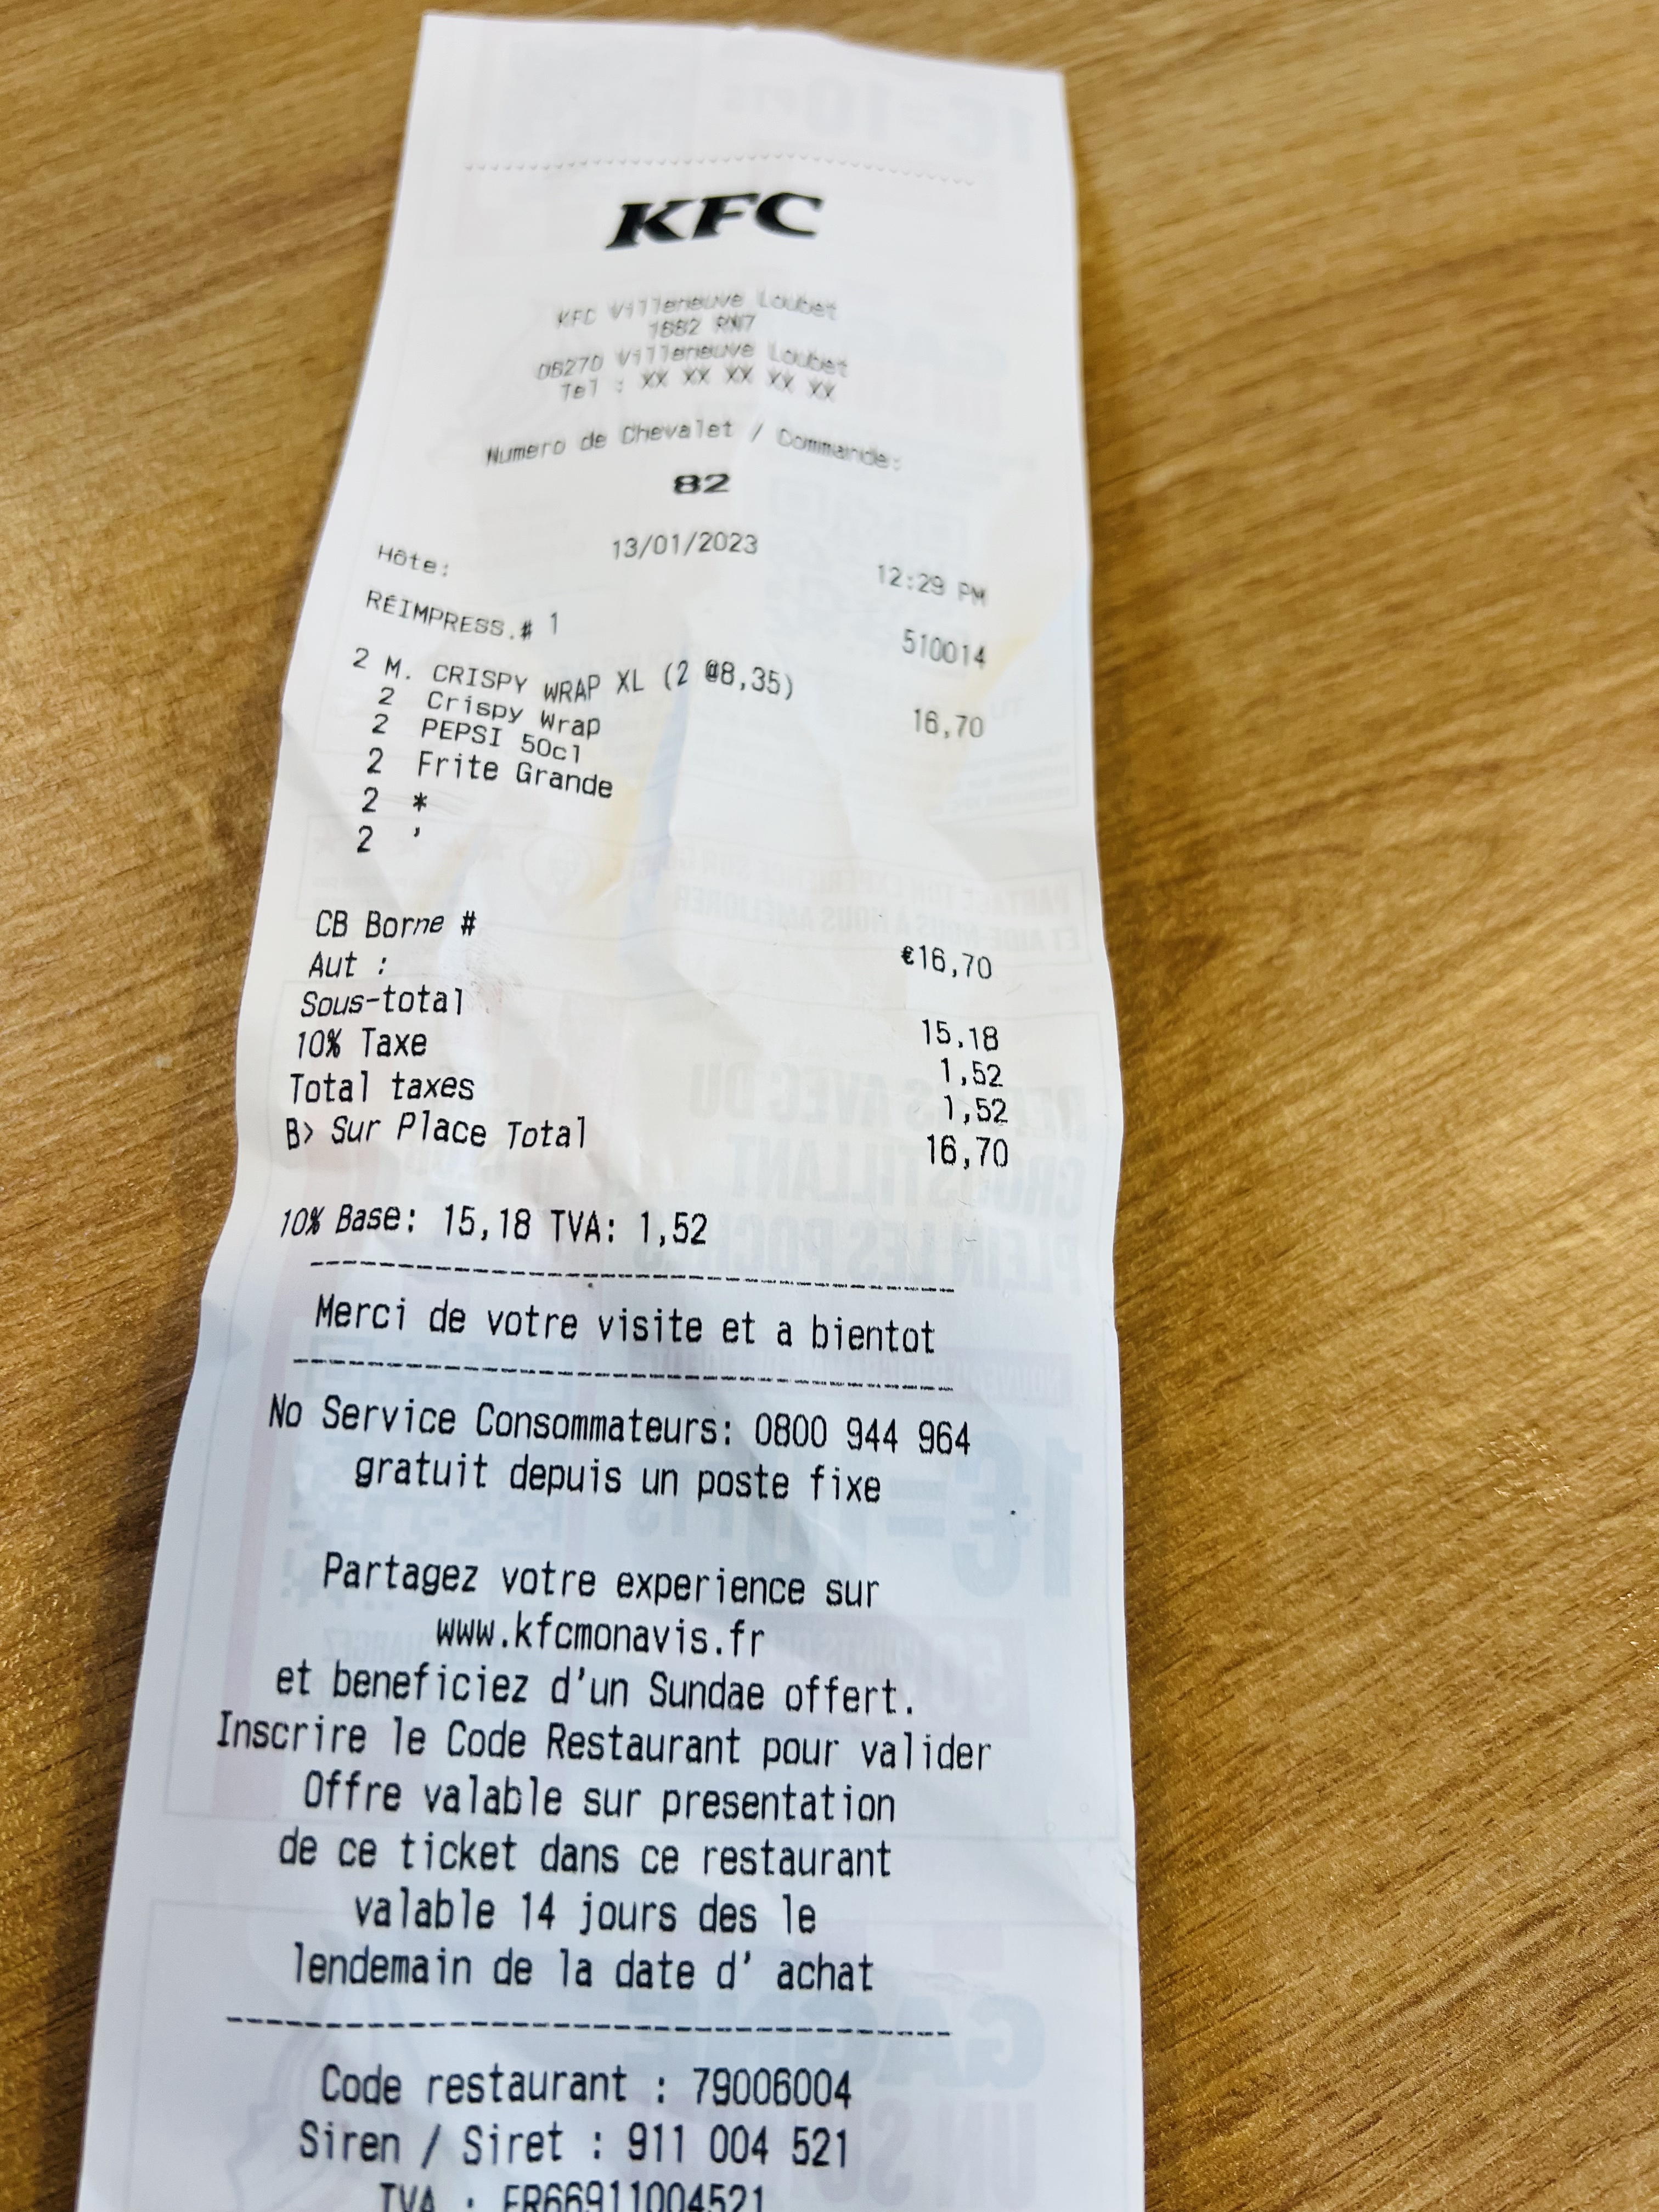 KFC
KFC Villeneuve Loubet
1682 RN7
06270 Villeneuve Loubet
Tel : XX XX XX XX XX
Numero de Chevalet / Commande:
82
13/01/2023
Hôte: 12:29 PM
REIMPRESS.# 1 510014
2 M. CRISPY WRAP XL (2 @8,35) 16,70
2 Crispy Wrap
2 PEPSI 50cl
2 Frite Grande
2 *
2 '
CB Borne # €16,70
Aut :
Sous-total 15,18
10% Taxe 1,52
Total taxes 1,52
B> Sur Place Total 16,70
10% Base: 15,18 TVA: 1,52
Merci de votre visite et a bientot
No Service Consommateurs: 0800 944 964
gratuit depuis un poste fixe
Partagez votre experience sur
www.kfcmonavis.fr
et beneficiez d'un Sundae offert.
Inscrire le Code Restaurant pour valider
Offre valable sur presentation
de ce ticket dans ce restaurant
valable 14 jours des le
lendemain de la date d' achat
Code restaurant : 79006004
Siren / Siret : 911 004 521
TVA : FR66911004521